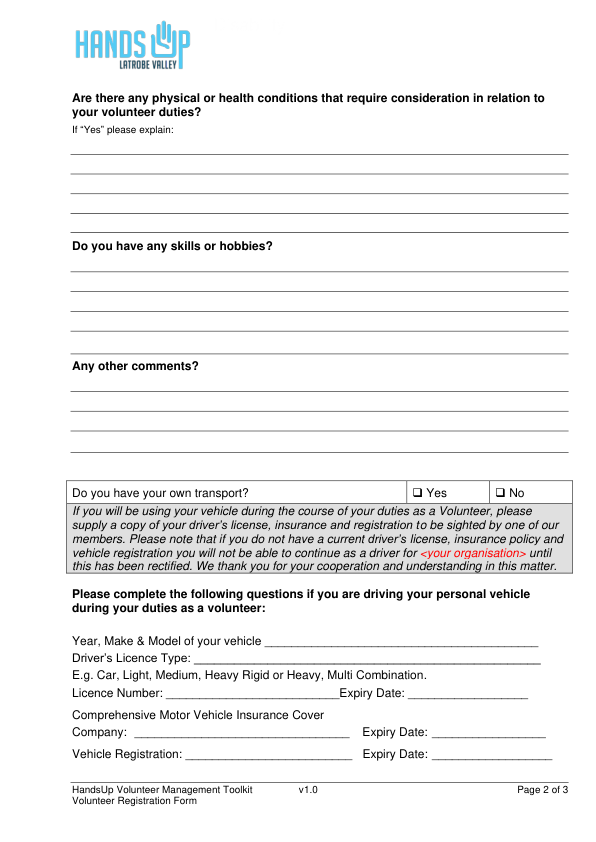 HANDS UP
LATROBE VALLEY
Are there any physical or health conditions that require consideration in relation to
your volunteer duties?
If “Yes” please explain:
Do you have any skills or hobbies?
Any other comments?
Do you have your own transport? ❑ Yes ❑ No
If you will be using your vehicle during the course of your duties as a Volunteer, please
supply a copy of your driver’s license, insurance and registration to be sighted by one of our
members. Please note that if you do not have a current driver’s license, insurance policy and
vehicle registration you will not be able to continue as a driver for <your organisation> until
this has been rectified. We thank you for your cooperation and understanding in this matter.
Please complete the following questions if you are driving your personal vehicle
during your duties as a volunteer:
Year, Make & Model of your vehicle ________________________________________
Driver’s Licence Type: ____________________________________________________
E.g. Car, Light, Medium, Heavy Rigid or Heavy, Multi Combination.
Licence Number: __________________________Expiry Date: __________________
Comprehensive Motor Vehicle Insurance Cover
Company: ________________________________ Expiry Date: _________________
Vehicle Registration: _________________________ Expiry Date: __________________
HandsUp Volunteer Management Toolkit v1.0 Page 2 of 3
Volunteer Registration Form